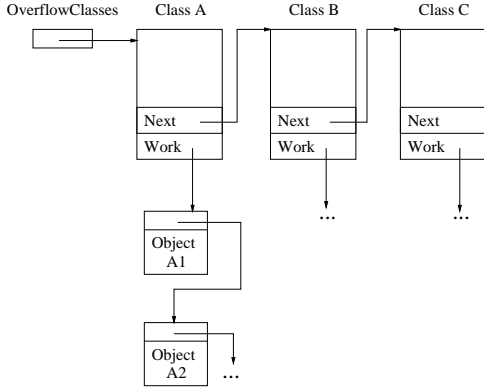 OverflowClasses
Class A
Class B
Class C
Next
Next
Next
Work
Work
Work
...
...
Object
A1
Object
A2
...